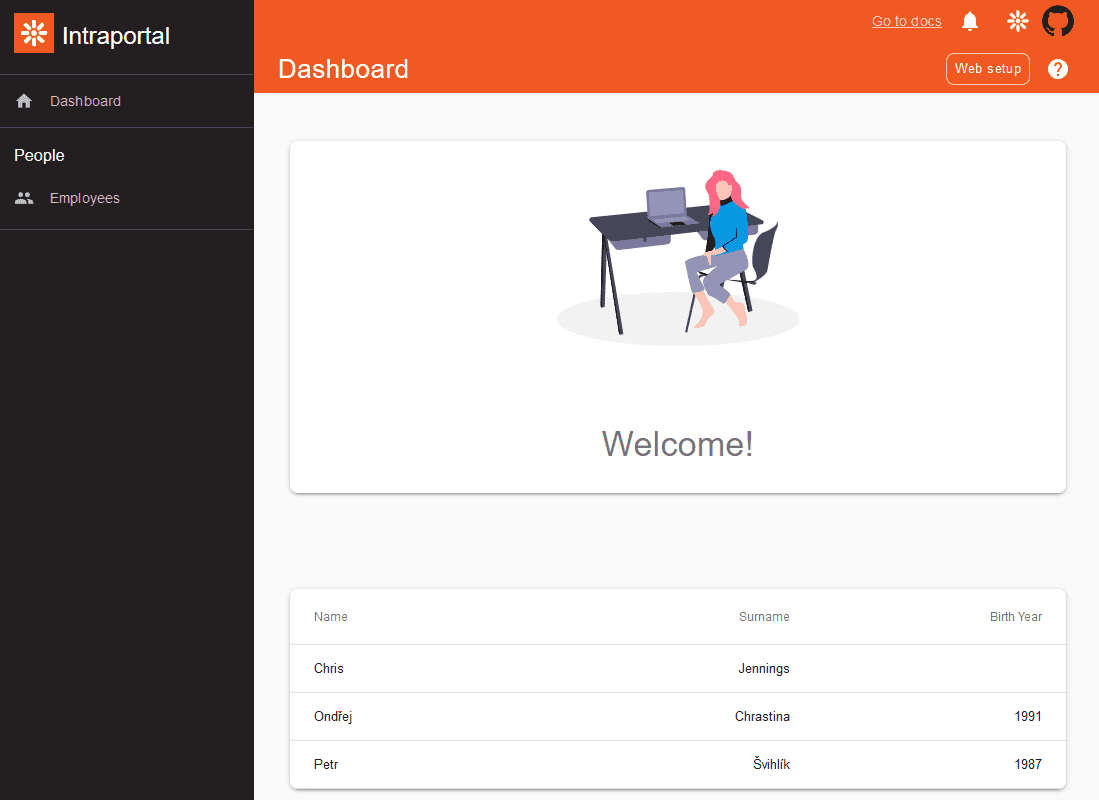 Intraportal
Dashboard
People
Employees
Go to docs
Dashboard
Web setup
Welcome!
Name Surname Birth Year
Chris Jennings
Ondřej Chrastina 1991
Petr Švihlík 1987